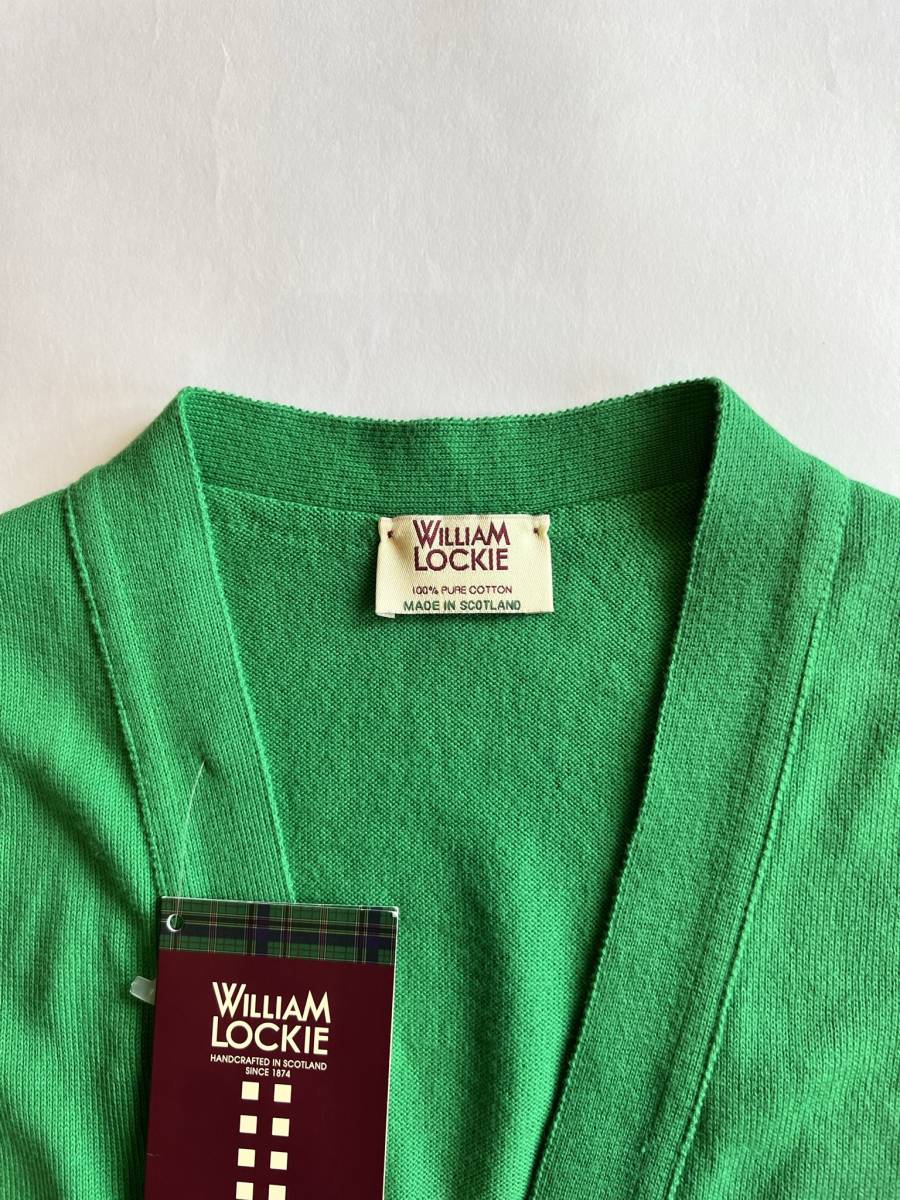 WILLIAM
LOCKIE
100% PURE COTTON
MADE IN SCOTLAND
WILLIAM
LOCKIE
HANDCRAFTED IN SCOTLAND
SINCE 1874